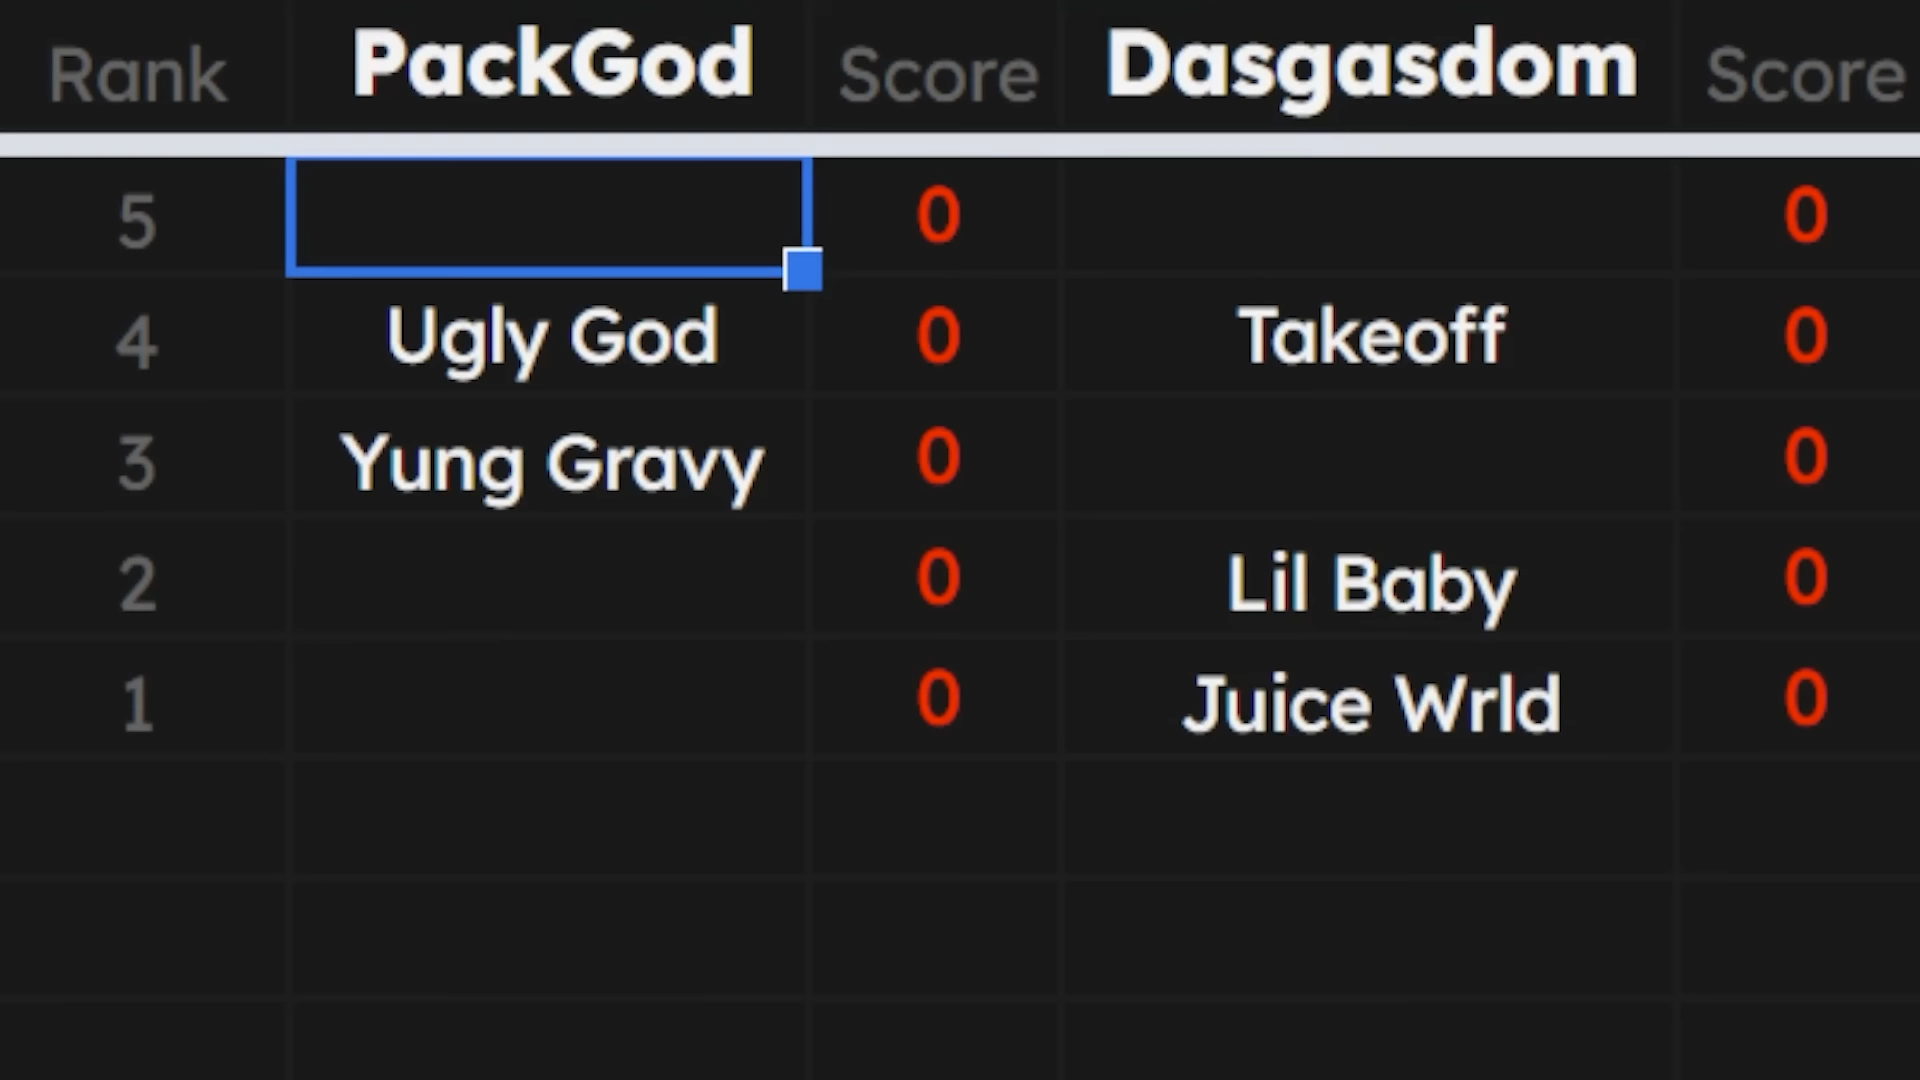 Rank PackGod Score Dasgasdom Score
5 0 0
4 Ugly God 0 Takeoff 0
3 Yung Gravy 0 0
2 0 Lil Baby 0
1 0 Juice Wrld 0